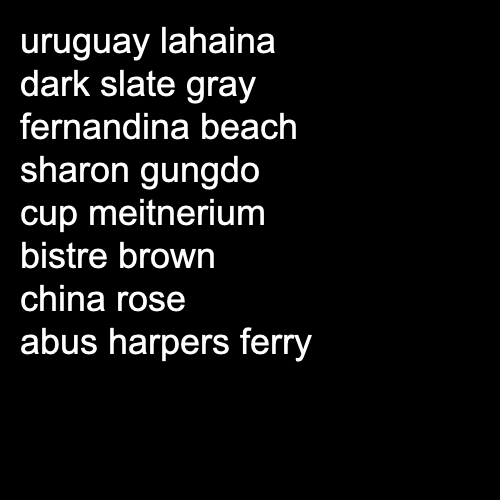 uruguay lahaina
dark slate gray
fernandina beach
sharon gungdo
cup meitnerium
bistre brown
china rose
abus harpers ferry